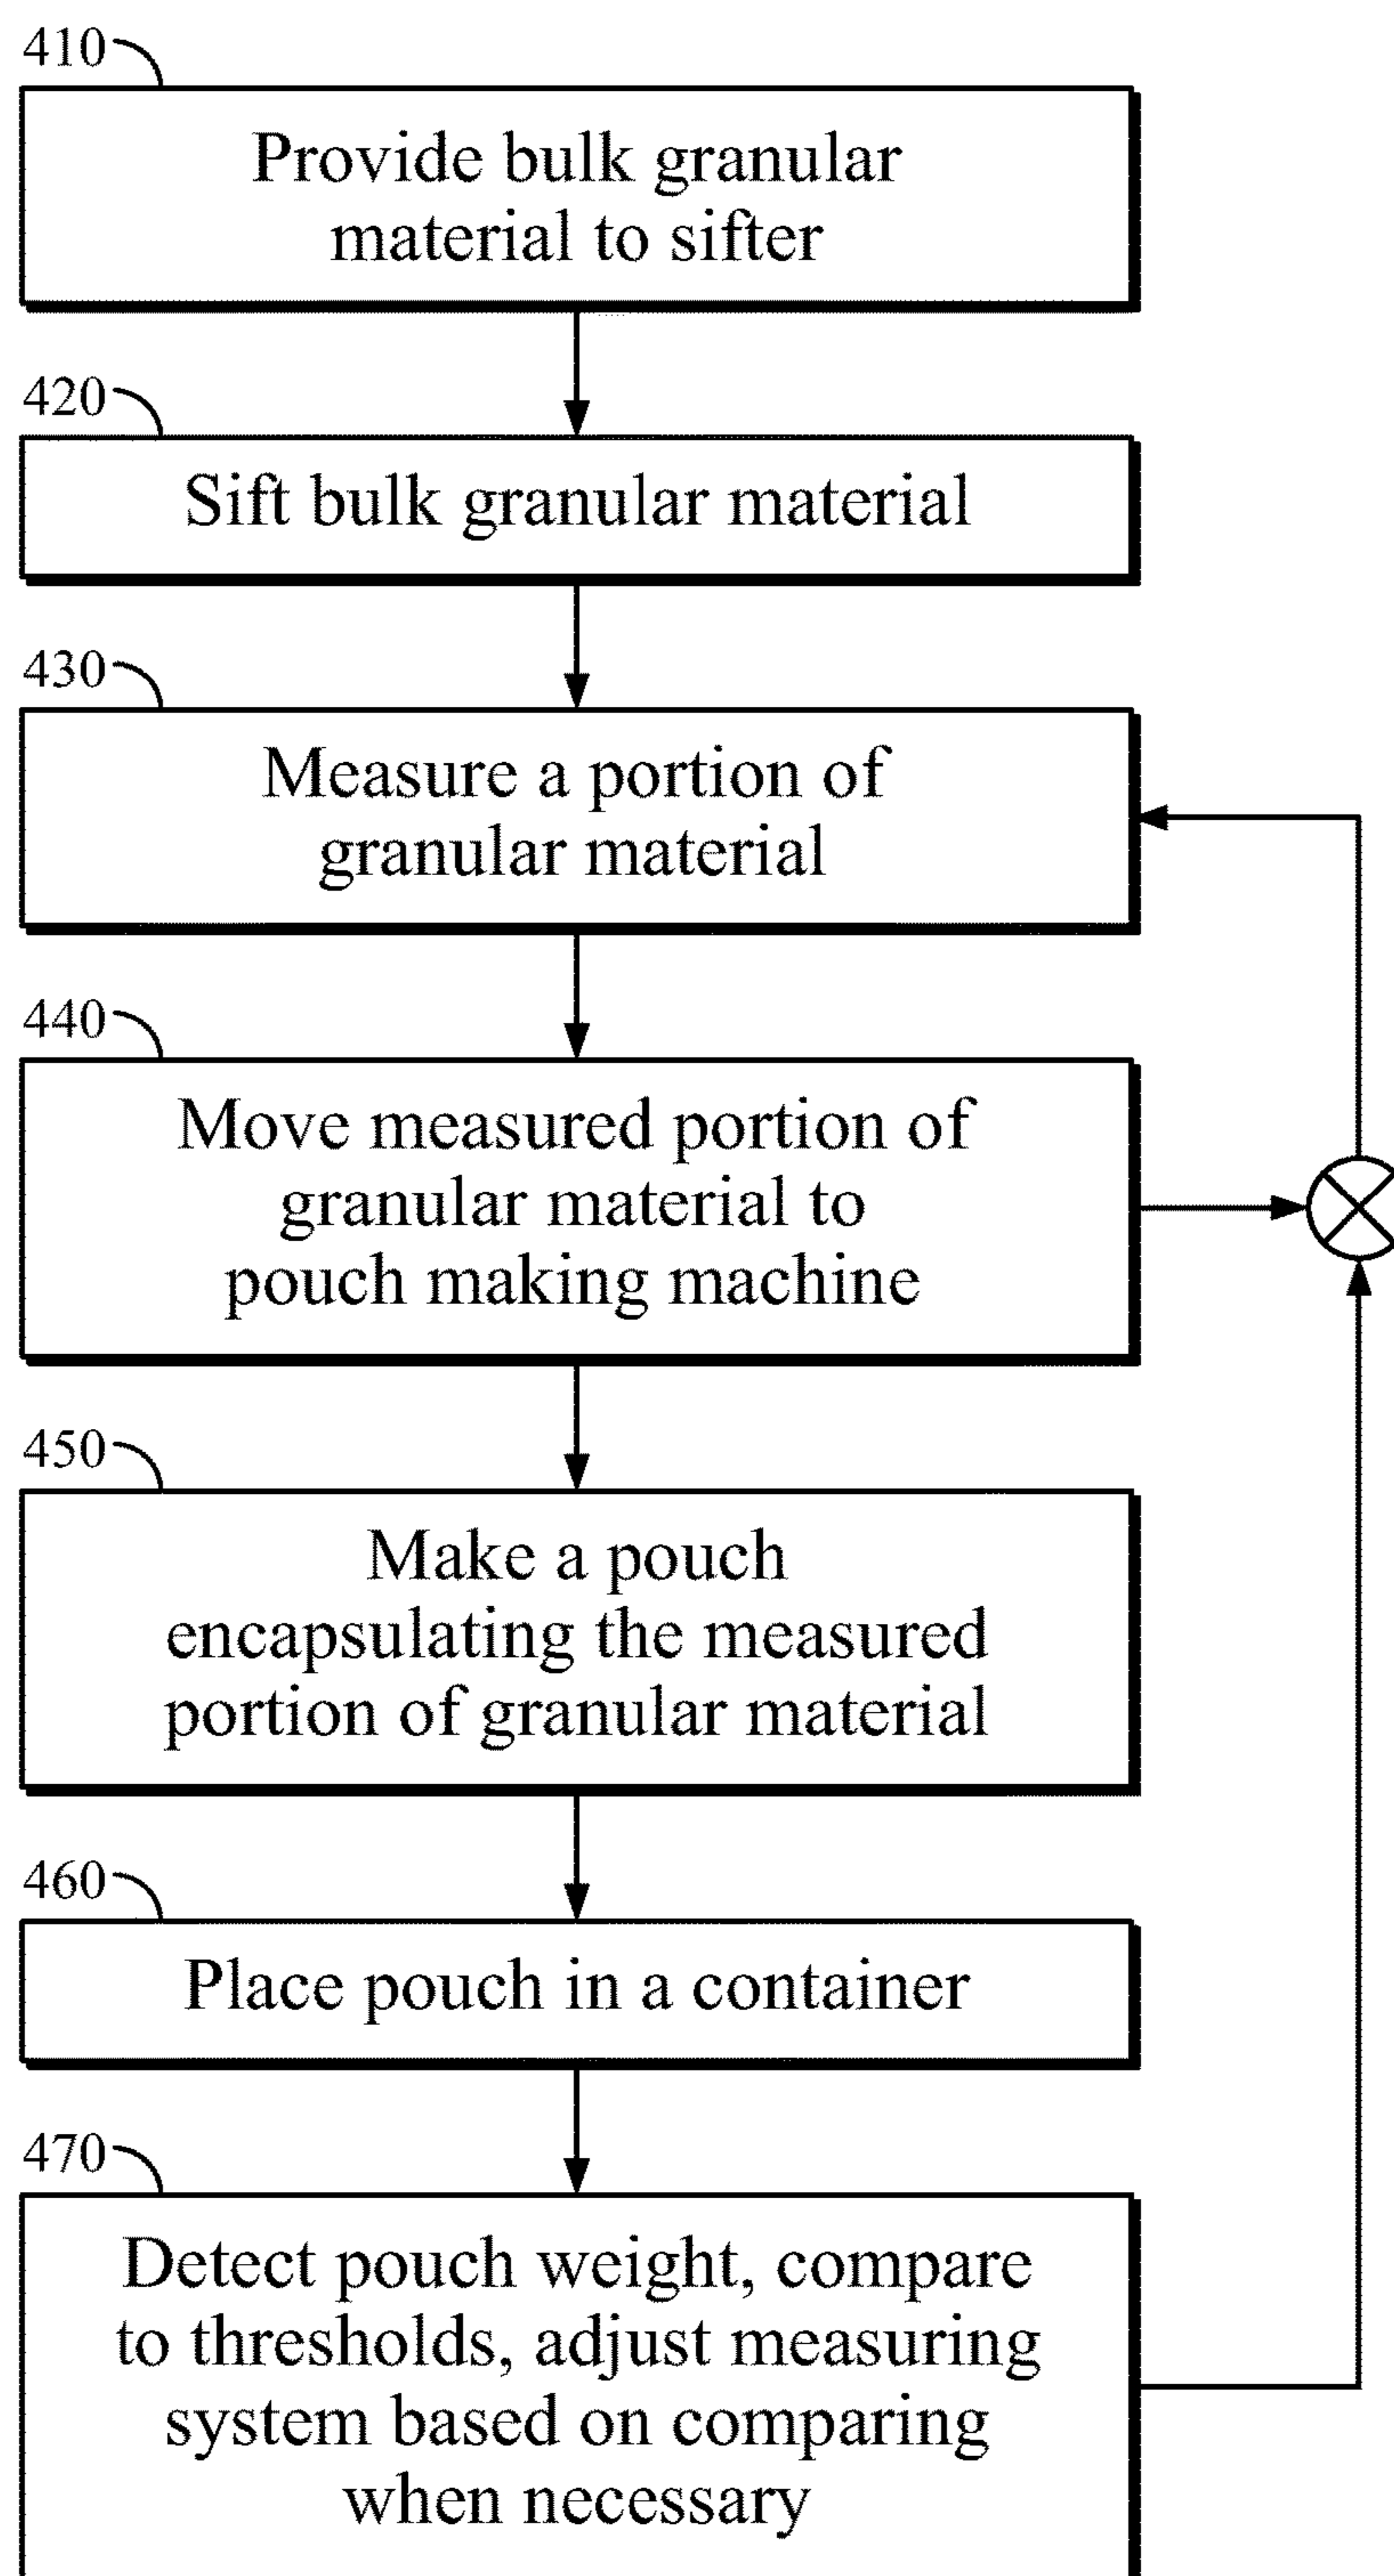 410
Provide bulk granular
material to sifter
420
Sift bulk granular material
430
Measure a portion of
granular material
440
Move measured portion of
granular material to
pouch making machine
450
Make a pouch
encapsulating the measured
portion of granular material
460
Place pouch in a container
470
Detect pouch weight, compare
to thresholds, adjust measuring
system based on comparing
when necessary